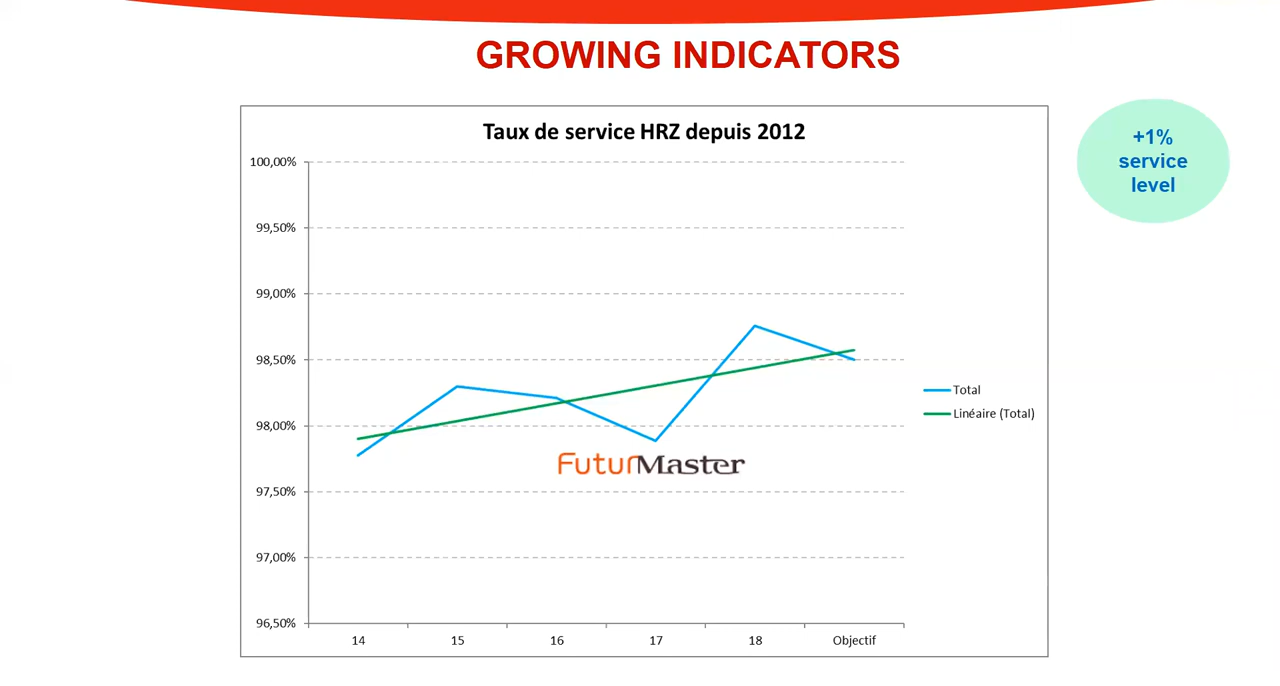 GROWING INDICATORS
Taux de service HRZ depuis 2012
+1%
service
level
100,00%
99,50%
99,00%
98,50%
98,00%
97,50%
97,00%
96,50%
Total
Linéaire (Total)
FuturMaster
14 15 16 17 18 Objectif